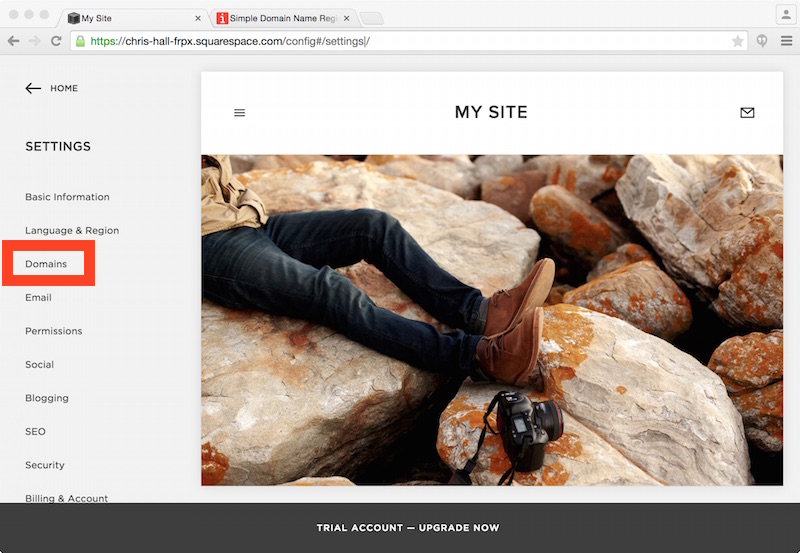 My Site
Simple Domain Name Regi
https://chris-hall-frpx.squarespace.com/config#/settings|/
HOME
SETTINGS
Basic Information
Language & Region
Domains
Email
Permissions
Social
Blogging
SEO
Security
Billing & Account
MY SITE
TRIAL ACCOUNT — UPGRADE NOW